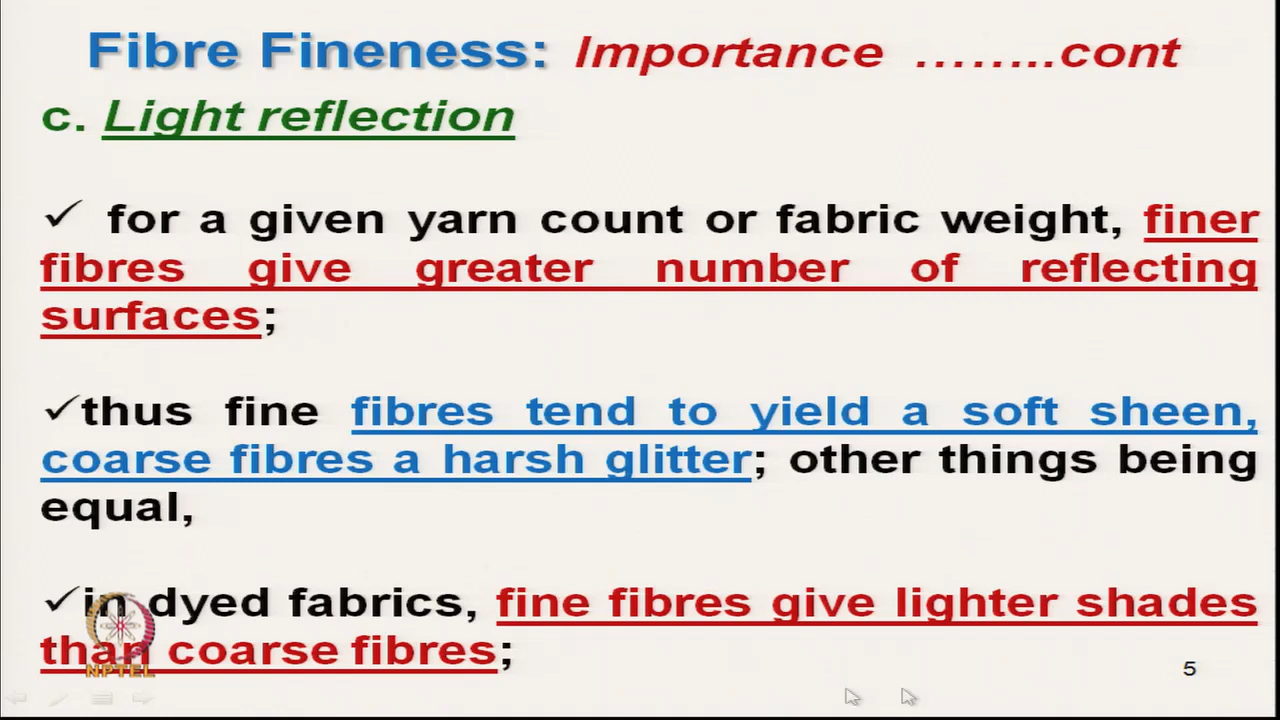 Fibre Fineness: Importance ……..cont
c. Light reflection
✓ for a given yarn count or fabric weight, finer
fibres give greater number of reflecting
surfaces;
✓thus fine fibres tend to yield a soft sheen,
coarse fibres a harsh glitter; other things being
equal,
✓in dyed fabrics, fine fibres give lighter shades
than coarse fibres;
NPTEL
5